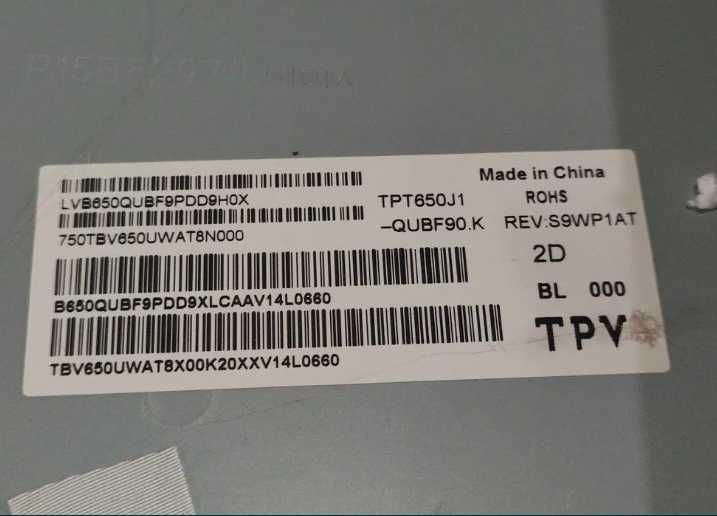 LVB650QUBF9PDD9H0X
750TBV650UWAT8N000
B650QUBF9PDD9XLCAAV14L0660
TBV650UWAT8X00K20XXV14L0660
TPT650J1
–QUBF90.K
Made in China
ROHS
REV:S9WP1AT
2D
BL 000
TPV